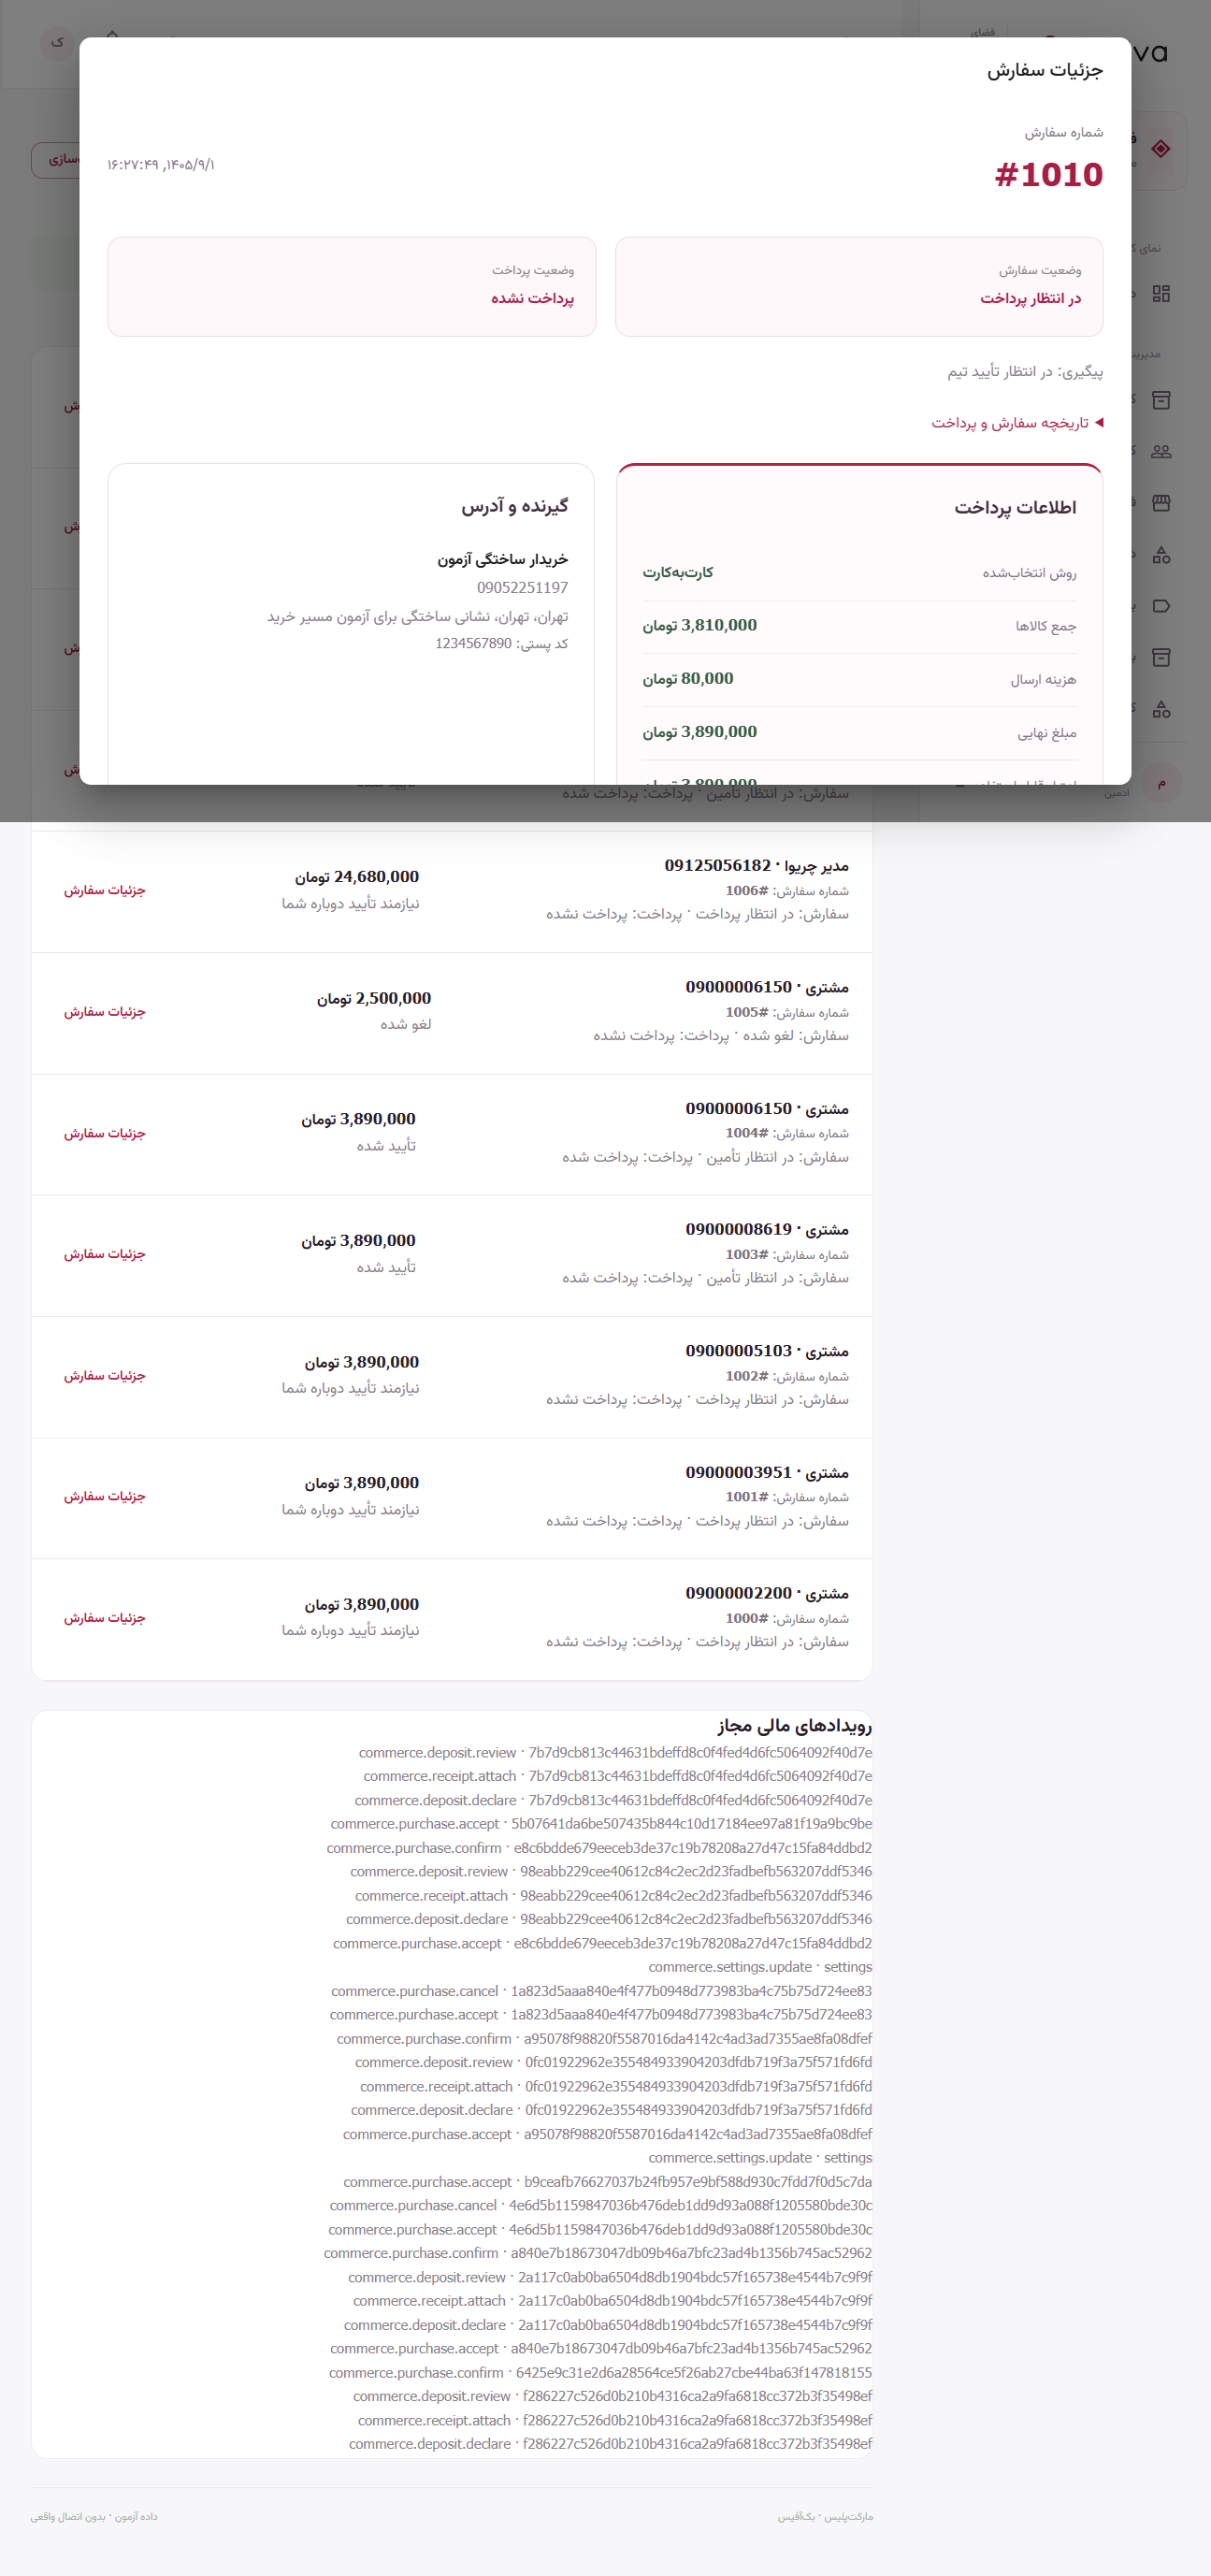 va
فضای
ک
جزئیات سفارش
شماره سفارش
#1010
۱۴۰۵/۹/۱, ۱۶:۲۷:۴۹
وضعیت سفارش
در انتظار پرداخت
وضعیت پرداخت
پرداخت نشده
پیگیری: در انتظار تأیید تیم
تاریخچه سفارش و پرداخت
اطلاعات پرداخت
روش انتخاب‌شده
کارت‌به‌کارت
جمع کالاها
3,810,000 تومان
هزینه ارسال
80,000 تومان
مبلغ نهایی
3,890,000 تومان
گیرنده و آدرس
خریدار ساختگی آزمون
09052251197
تهران، تهران، نشانی ساختگی برای آزمون مسیر خرید
کد پستی: 1234567890
م
ادمین
سفارش: در انتظار تأمین · پرداخت: پرداخت شده
مدیر چریوا · 09125056182
شماره سفارش: #1006
سفارش: در انتظار پرداخت · پرداخت: پرداخت نشده
24,680,000 تومان
نیازمند تأیید دوباره شما
جزئیات سفارش
مشتری · 09000006150
شماره سفارش: #1005
سفارش: لغو شده · پرداخت: پرداخت نشده
2,500,000 تومان
لغو شده
جزئیات سفارش
مشتری · 09000006150
شماره سفارش: #1004
سفارش: در انتظار تأمین · پرداخت: پرداخت شده
3,890,000 تومان
تأیید شده
جزئیات سفارش
مشتری · 09000008619
شماره سفارش: #1003
سفارش: در انتظار تأمین · پرداخت: پرداخت شده
3,890,000 تومان
تأیید شده
جزئیات سفارش
مشتری · 09000005103
شماره سفارش: #1002
سفارش: در انتظار پرداخت · پرداخت: پرداخت نشده
3,890,000 تومان
نیازمند تأیید دوباره شما
جزئیات سفارش
مشتری · 09000003951
شماره سفارش: #1001
سفارش: در انتظار پرداخت · پرداخت: پرداخت نشده
3,890,000 تومان
نیازمند تأیید دوباره شما
جزئیات سفارش
مشتری · 09000002200
شماره سفارش: #1000
سفارش: در انتظار پرداخت · پرداخت: پرداخت نشده
3,890,000 تومان
نیازمند تأیید دوباره شما
جزئیات سفارش
رویدادهای مالی مجاز
commerce.deposit.review · 7b7d9cb813c44631bdeffd8c0f4fed4d6fc5064092f40d7e
commerce.receipt.attach · 7b7d9cb813c44631bdeffd8c0f4fed4d6fc5064092f40d7e
commerce.deposit.declare · 7b7d9cb813c44631bdeffd8c0f4fed4d6fc5064092f40d7e
commerce.purchase.accept · 5b07641da6be507435b844c10d17184ee97a81f19a9bc9be
commerce.purchase.confirm · e8c6bdde679eeceb3de37c19b78208a27d47c15fa84ddbd2
commerce.deposit.review · 98eabb229cee40612c84c2ec2d23fadbefb563207ddf5346
commerce.receipt.attach · 98eabb229cee40612c84c2ec2d23fadbefb563207ddf5346
commerce.deposit.declare · 98eabb229cee40612c84c2ec2d23fadbefb563207ddf5346
commerce.purchase.accept · e8c6bdde679eeceb3de37c19b78208a27d47c15fa84ddbd2
commerce.settings.update · settings
commerce.purchase.cancel · 1a823d5aaa840e4f477b0948d773983ba4c75b75d724ee83
commerce.purchase.accept · 1a823d5aaa840e4f477b0948d773983ba4c75b75d724ee83
commerce.purchase.confirm · a95078f98820f5587016da4142c4ad3ad7355ae8fa08dfef
commerce.deposit.review · 0fc01922962e355484933904203dfdb719f3a75f571fd6fd
commerce.receipt.attach · 0fc01922962e355484933904203dfdb719f3a75f571fd6fd
commerce.deposit.declare · 0fc01922962e355484933904203dfdb719f3a75f571fd6fd
commerce.purchase.accept · a95078f98820f5587016da4142c4ad3ad7355ae8fa08dfef
commerce.settings.update · settings
commerce.purchase.accept · b9ceafb76627037b24fb957e9bf588d930c7fdd7f0d5c7da
commerce.purchase.cancel · 4e6d5b1159847036b476deb1dd9d93a088f1205580bde30c
commerce.purchase.accept · 4e6d5b1159847036b476deb1dd9d93a088f1205580bde30c
commerce.purchase.confirm · a840e7b18673047db09b46a7bfc23ad4b1356b745ac52962
commerce.deposit.review · 2a117c0ab0ba6504d8db1904bdc57f165738e4544b7c9f9f
commerce.receipt.attach · 2a117c0ab0ba6504d8db1904bdc57f165738e4544b7c9f9f
commerce.deposit.declare · 2a117c0ab0ba6504d8db1904bdc57f165738e4544b7c9f9f
commerce.purchase.accept · a840e7b18673047db09b46a7bfc23ad4b1356b745ac52962
commerce.purchase.confirm · 6425e9c31e2d6a28564ce5f26ab27cbe44ba63f147818155
commerce.deposit.review · f286227c526d0b210b4316ca2a9fa6818cc372b3f35498ef
commerce.receipt.attach · f286227c526d0b210b4316ca2a9fa6818cc372b3f35498ef
commerce.deposit.declare · f286227c526d0b210b4316ca2a9fa6818cc372b3f35498ef
مارکت‌پلیس · بک‌آفیس
داده آزمون · بدون اتصال واقعی